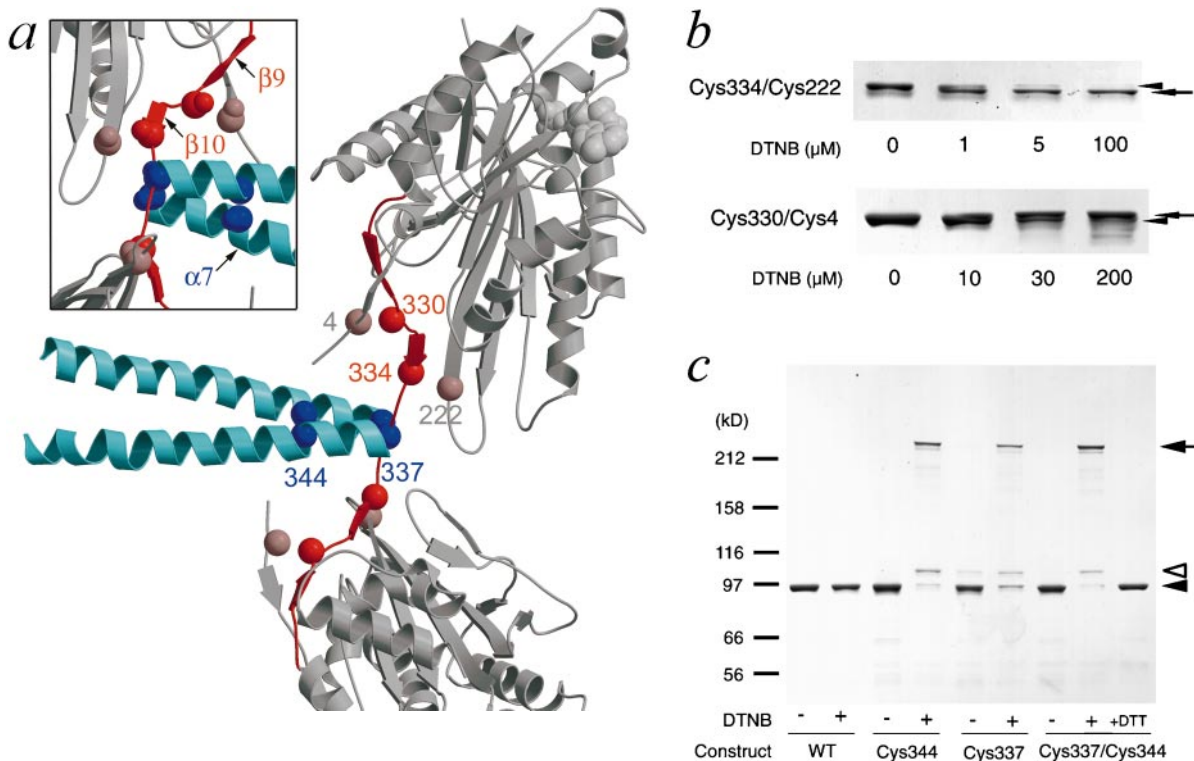 a
β9
β10
α7
4
330
334
222
344
337
b
Cys334/Cys222
DTNB (μM)
0 1 5 100
Cys330/Cys4
DTNB (μM)
0 10 30 200
c
(kD)
212
158
116
97
66
56
DTNB - + - + - + - + +DTT
Construct WT Cys344 Cys337 Cys337/Cys344